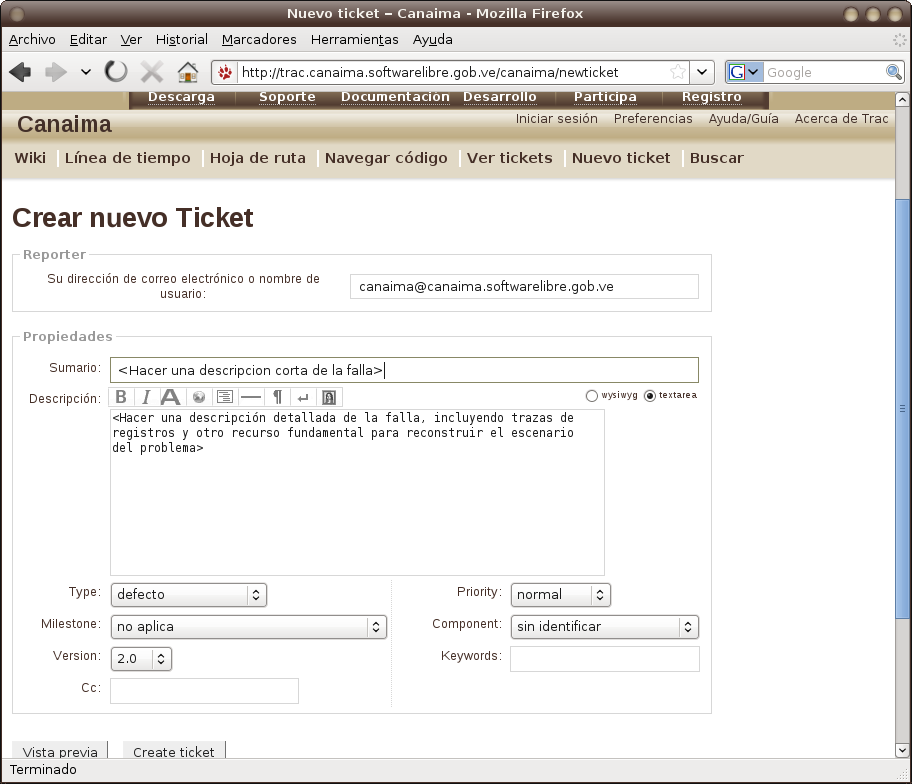 Nuevo ticket – Canaima - Mozilla Firefox
Archivo Editar Ver Historial Marcadores Herramientas Ayuda
http://trac.canaima.softwarelibre.gob.ve/canaima/newticket
G Google
Descarga Soporte Documentación Desarrollo Participa Registro
Canaima
Iniciar sesión Preferencias Ayuda/Guía Acerca de Trac
Wiki Línea de tiempo Hoja de ruta Navegar código Ver tickets Nuevo ticket Buscar
Crear nuevo Ticket
Reporter
Su dirección de correo electrónico o nombre de
usuario:
canaima@canaima.softwarelibre.gob.ve
Propiedades
Sumario: <Hacer una descripcion corta de la falla>
Descripción: B I A ¶ wysiwyg textarea
<Hacer una descripción detallada de la falla, incluyendo trazas de
registros y otro recurso fundamental para reconstruir el escenario
del problema>
Type: defecto Priority: normal
Milestone: no aplica Component: sin identificar
Version: 2.0 Keywords:
Cc:
Vista previa Create ticket
Terminado